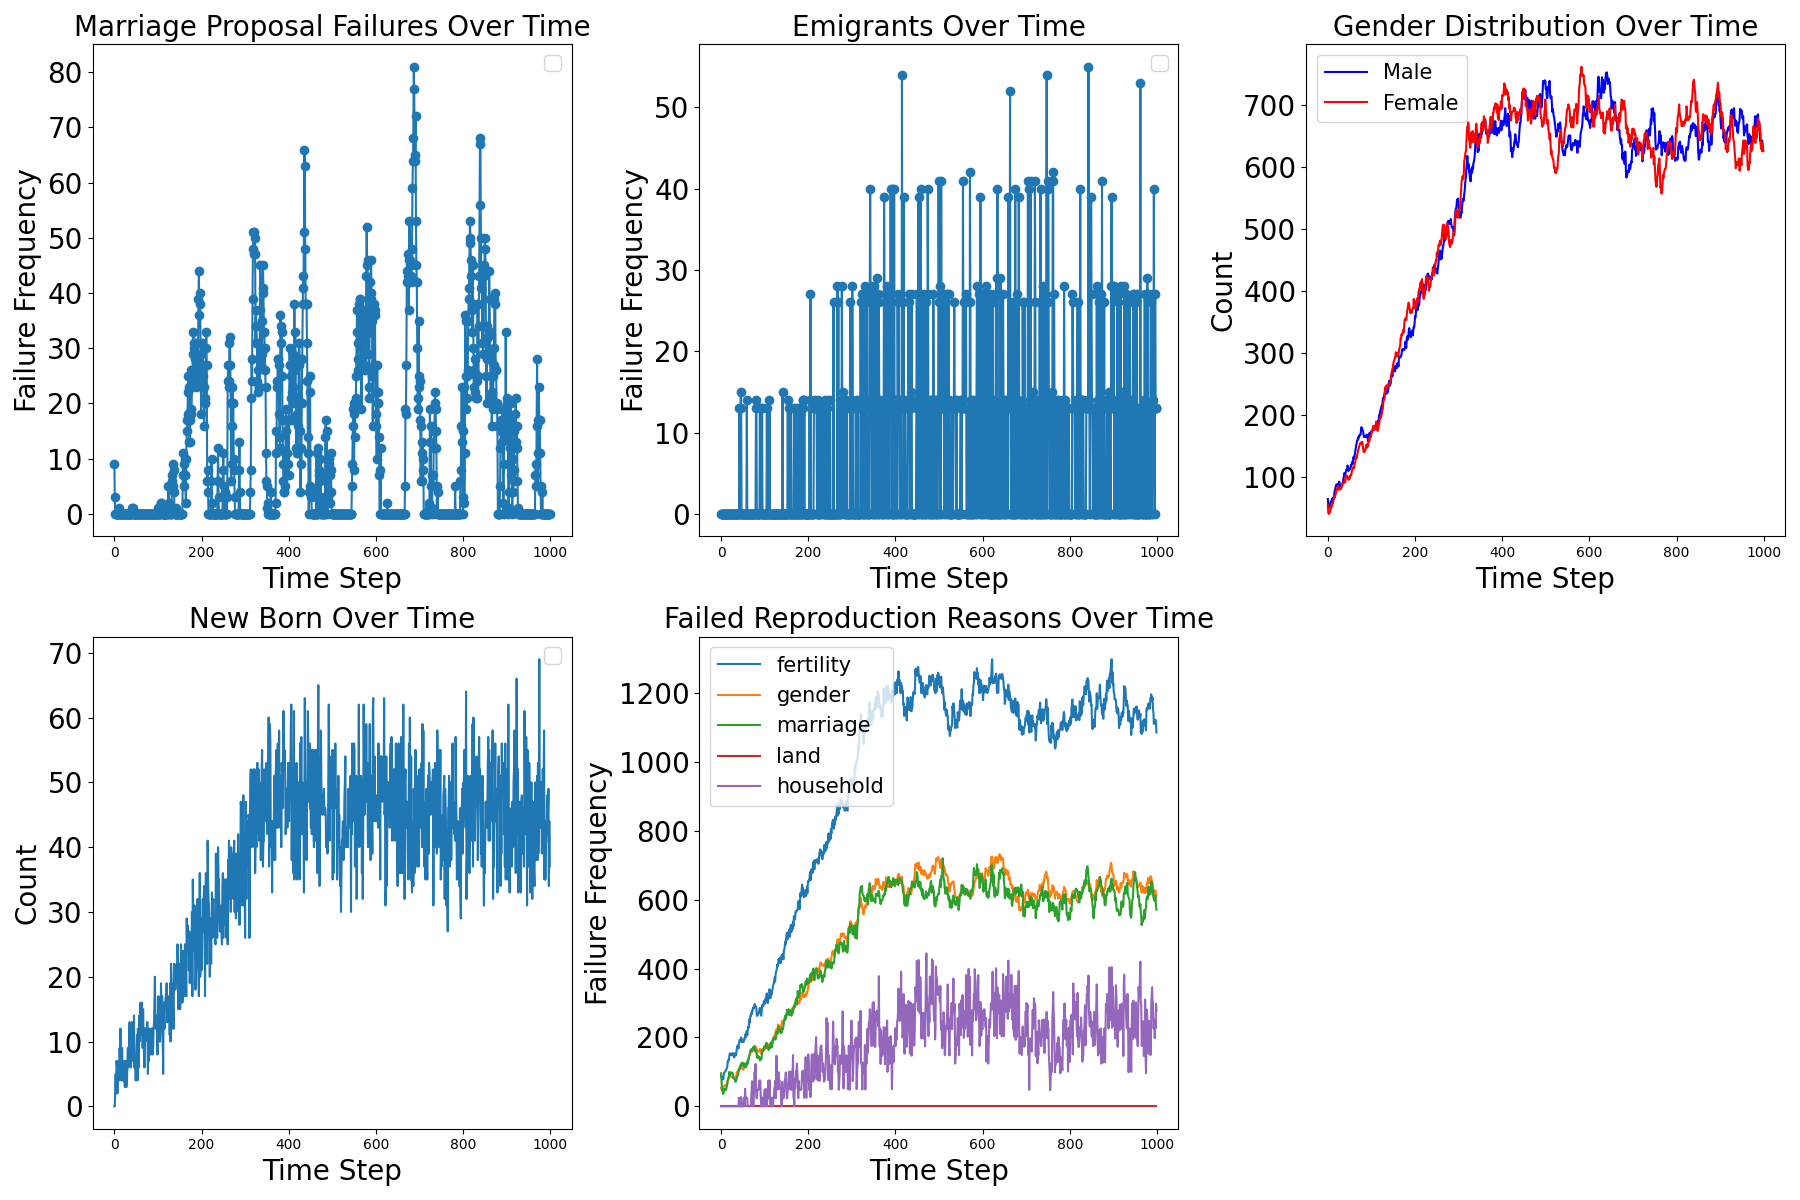 Marriage Proposal Failures Over Time
Failure Frequency
80
70
60
50
40
30
20
10
0
0 200 400 600 800 1000
Time Step
Emigrants Over Time
Failure Frequency
50
40
30
20
10
0
0 200 400 600 800 1000
Time Step
Gender Distribution Over Time
Male
Female
Count
700
600
500
400
300
200
100
0 200 400 600 800 1000
Time Step
New Born Over Time
Count
70
60
50
40
30
20
10
0
0 200 400 600 800 1000
Time Step
Failed Reproduction Reasons Over Time
fertility
gender
marriage
land
household
Failure Frequency
1200
1000
800
600
400
200
0
0 200 400 600 800 1000
Time Step